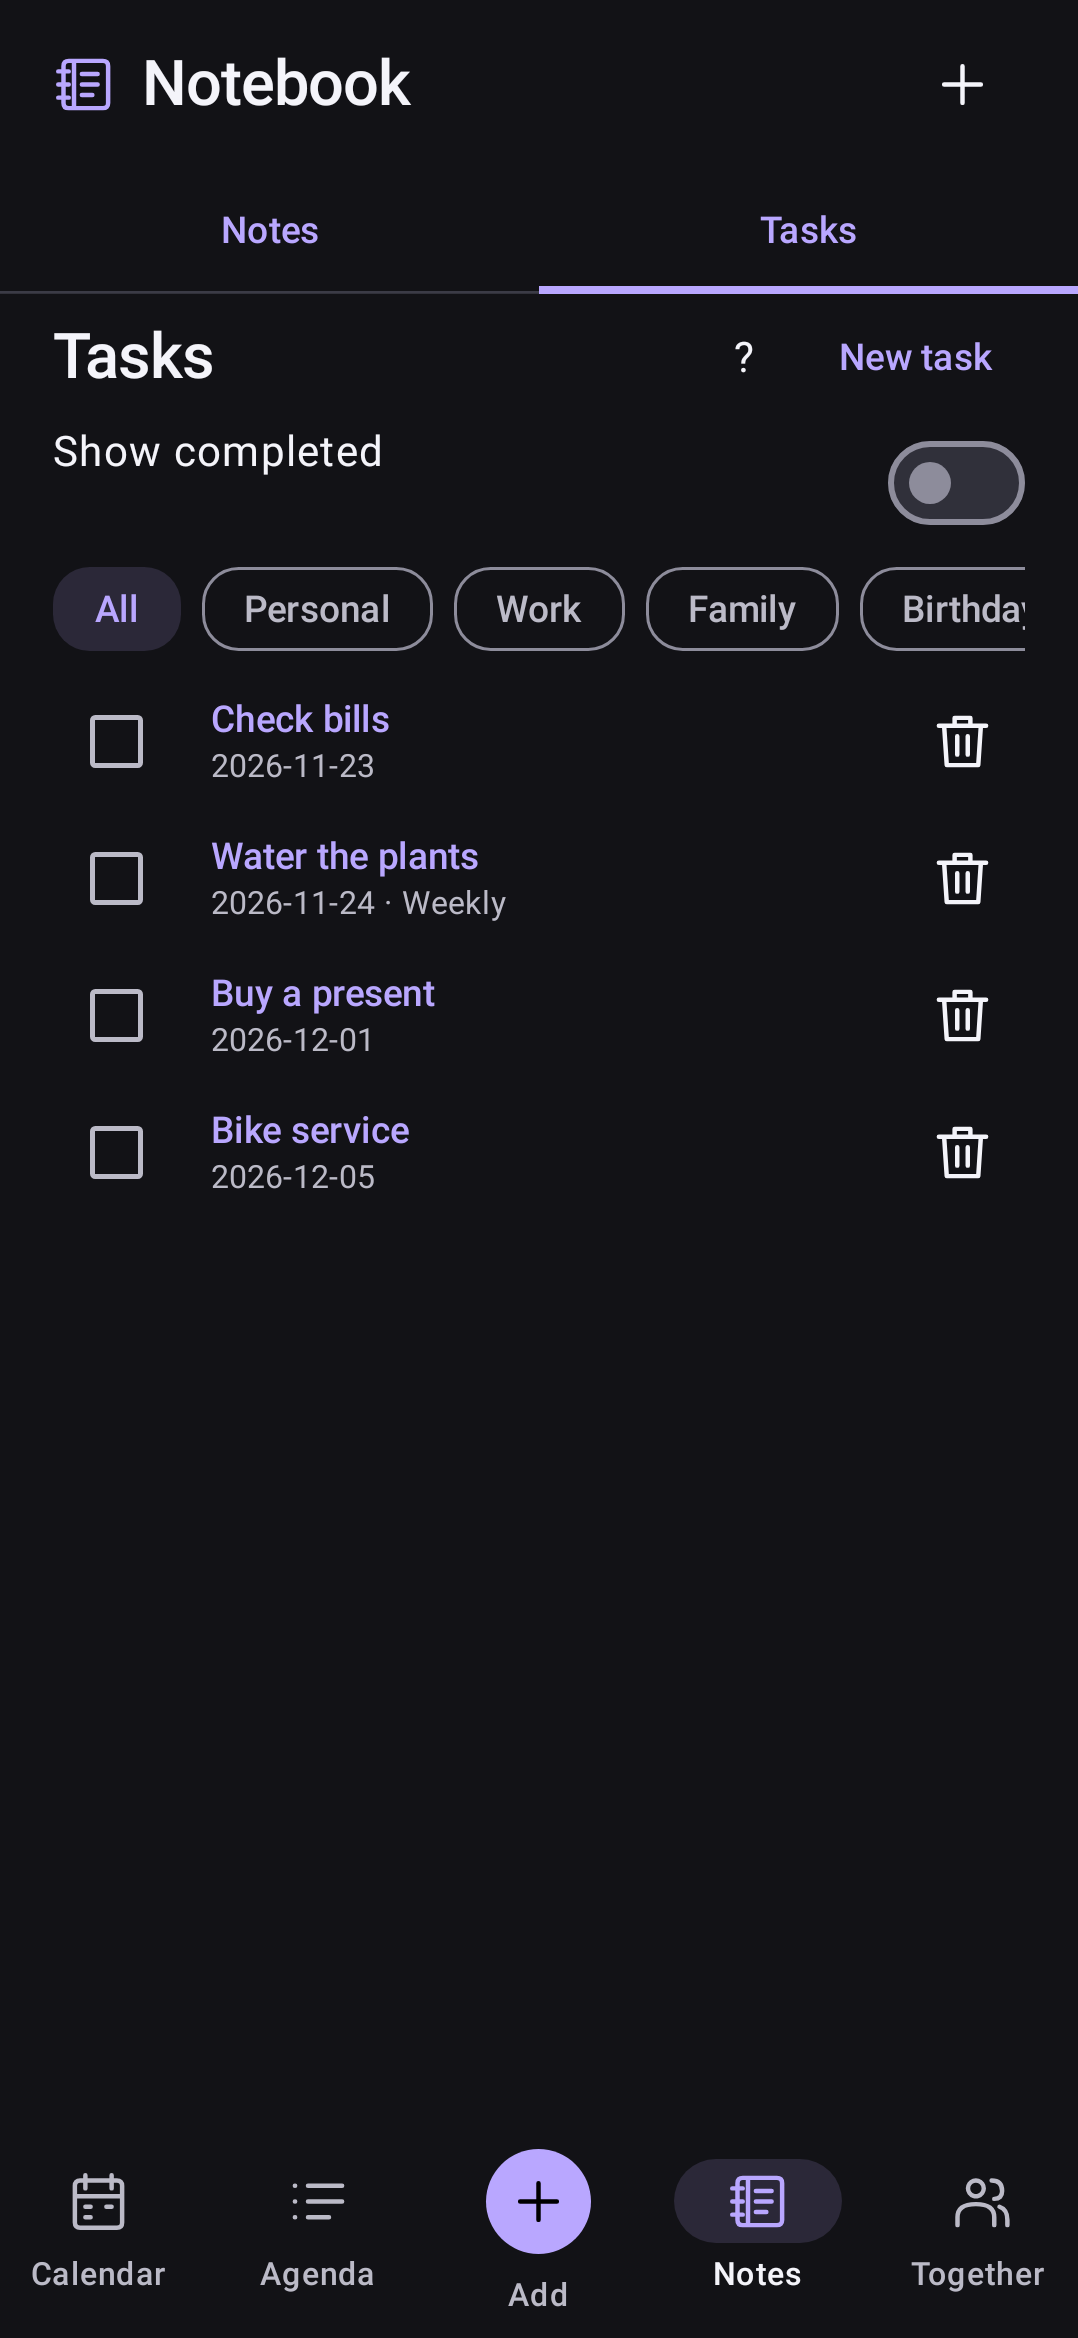 Notebook
Notes
Tasks
Tasks
? New task
Show completed
All
Personal
Work
Family
Birthday
Check bills
2026-11-23
Water the plants
2026-11-24 · Weekly
Buy a present
2026-12-01
Bike service
2026-12-05
Calendar
Agenda
Add
Notes
Together